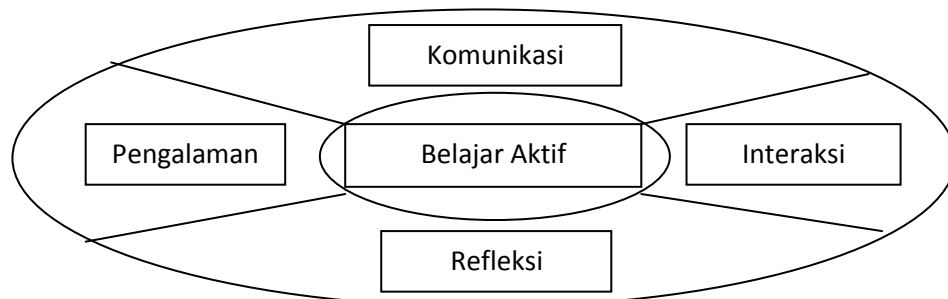 Komunikasi
Pengalaman
Belajar Aktif
Interaksi
Refleksi